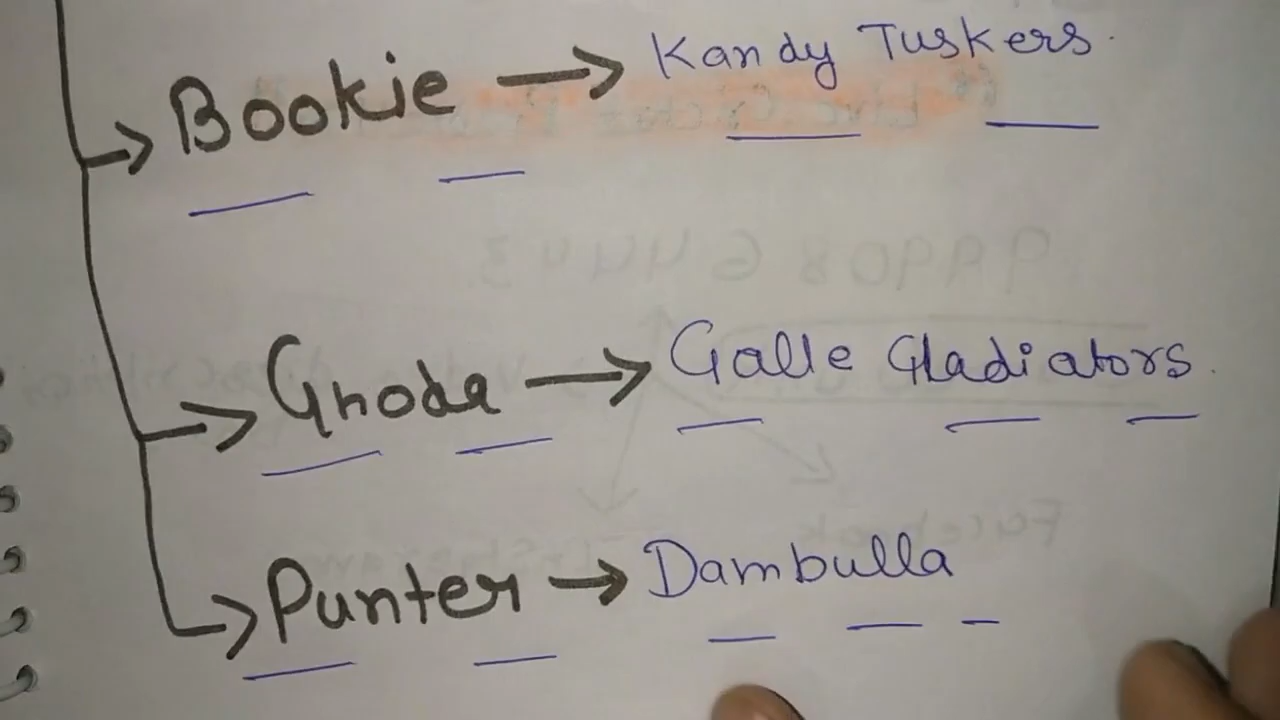 Bookie → Kandy Tuskers
Ghoda → Galle Gladiators
Punter → Dambulla